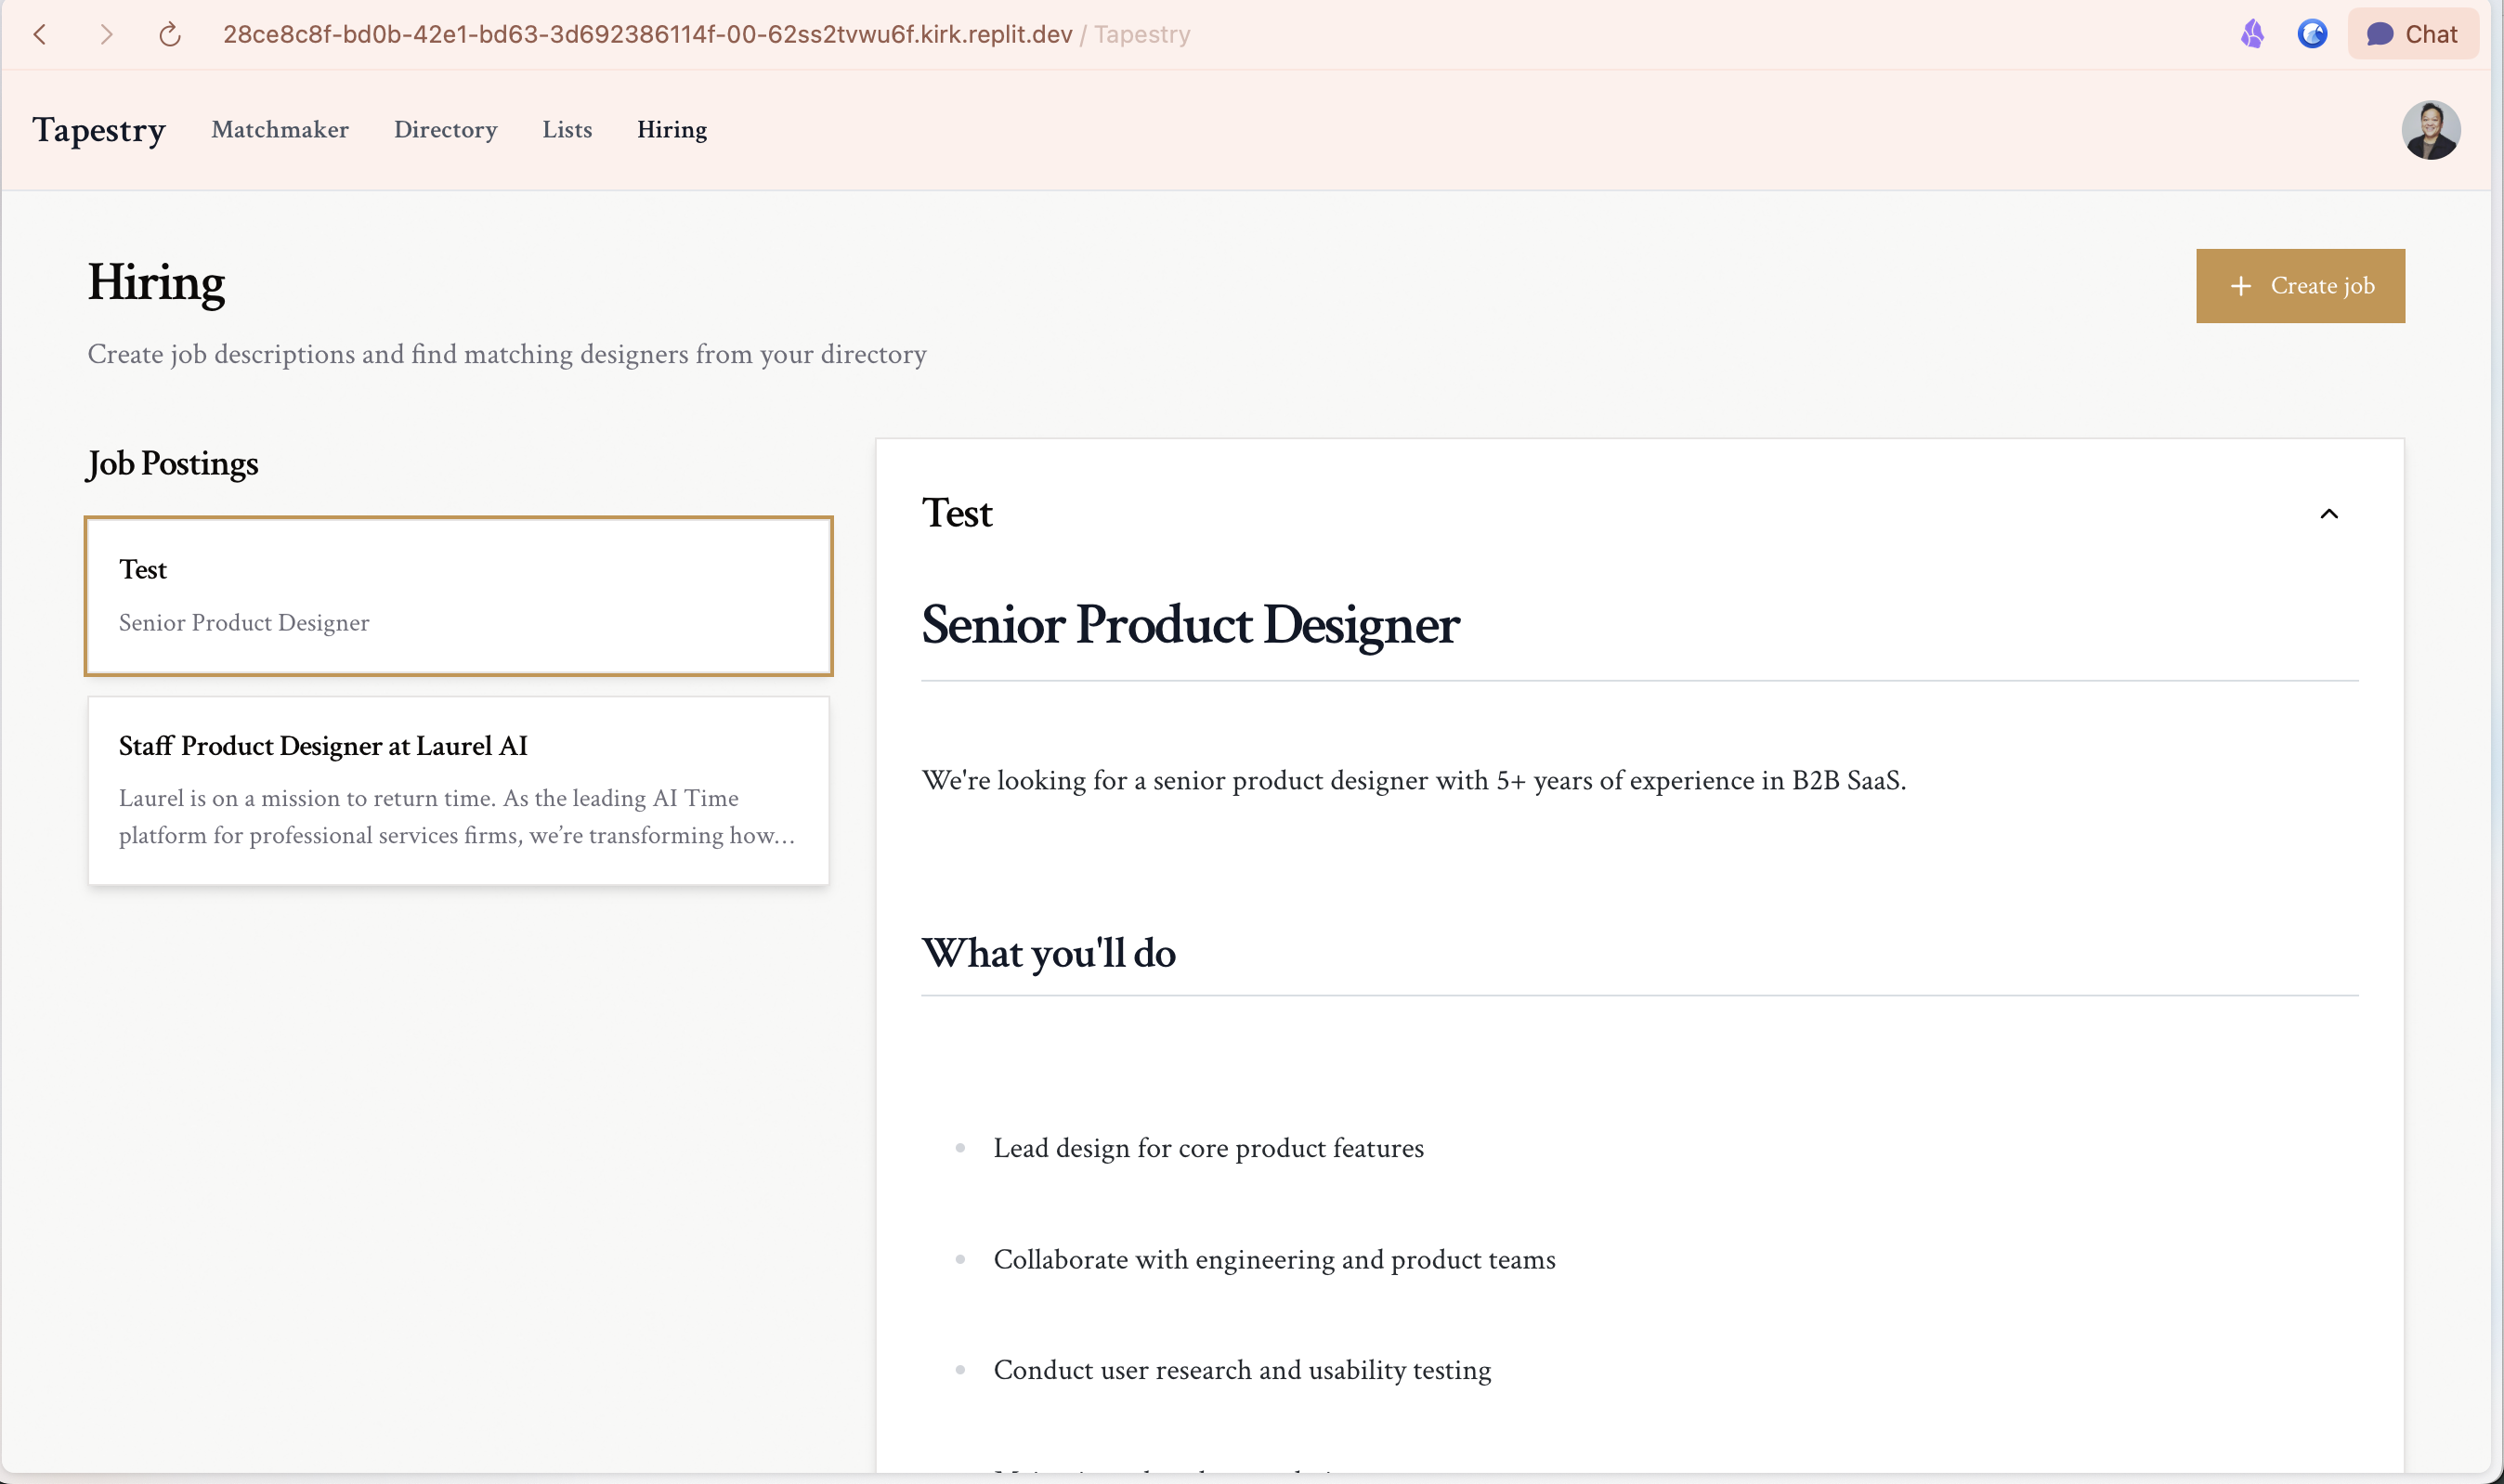 28ce8c8f-bd0b-42e1-bd63-3d692386114f-00-62ss2tvwu6f.kirk.replit.dev / Tapestry
Chat
Tapestry
Matchmaker
Directory
Lists
Hiring
Hiring
Create job descriptions and find matching designers from your directory
+ Create job
Job Postings
Test
Senior Product Designer
Staff Product Designer at Laurel AI
Laurel is on a mission to return time. As the leading AI Time
platform for professional services firms, we’re transforming how…
Test
Senior Product Designer
We're looking for a senior product designer with 5+ years of experience in B2B SaaS.
What you'll do
• Lead design for core product features
• Collaborate with engineering and product teams
• Conduct user research and usability testing